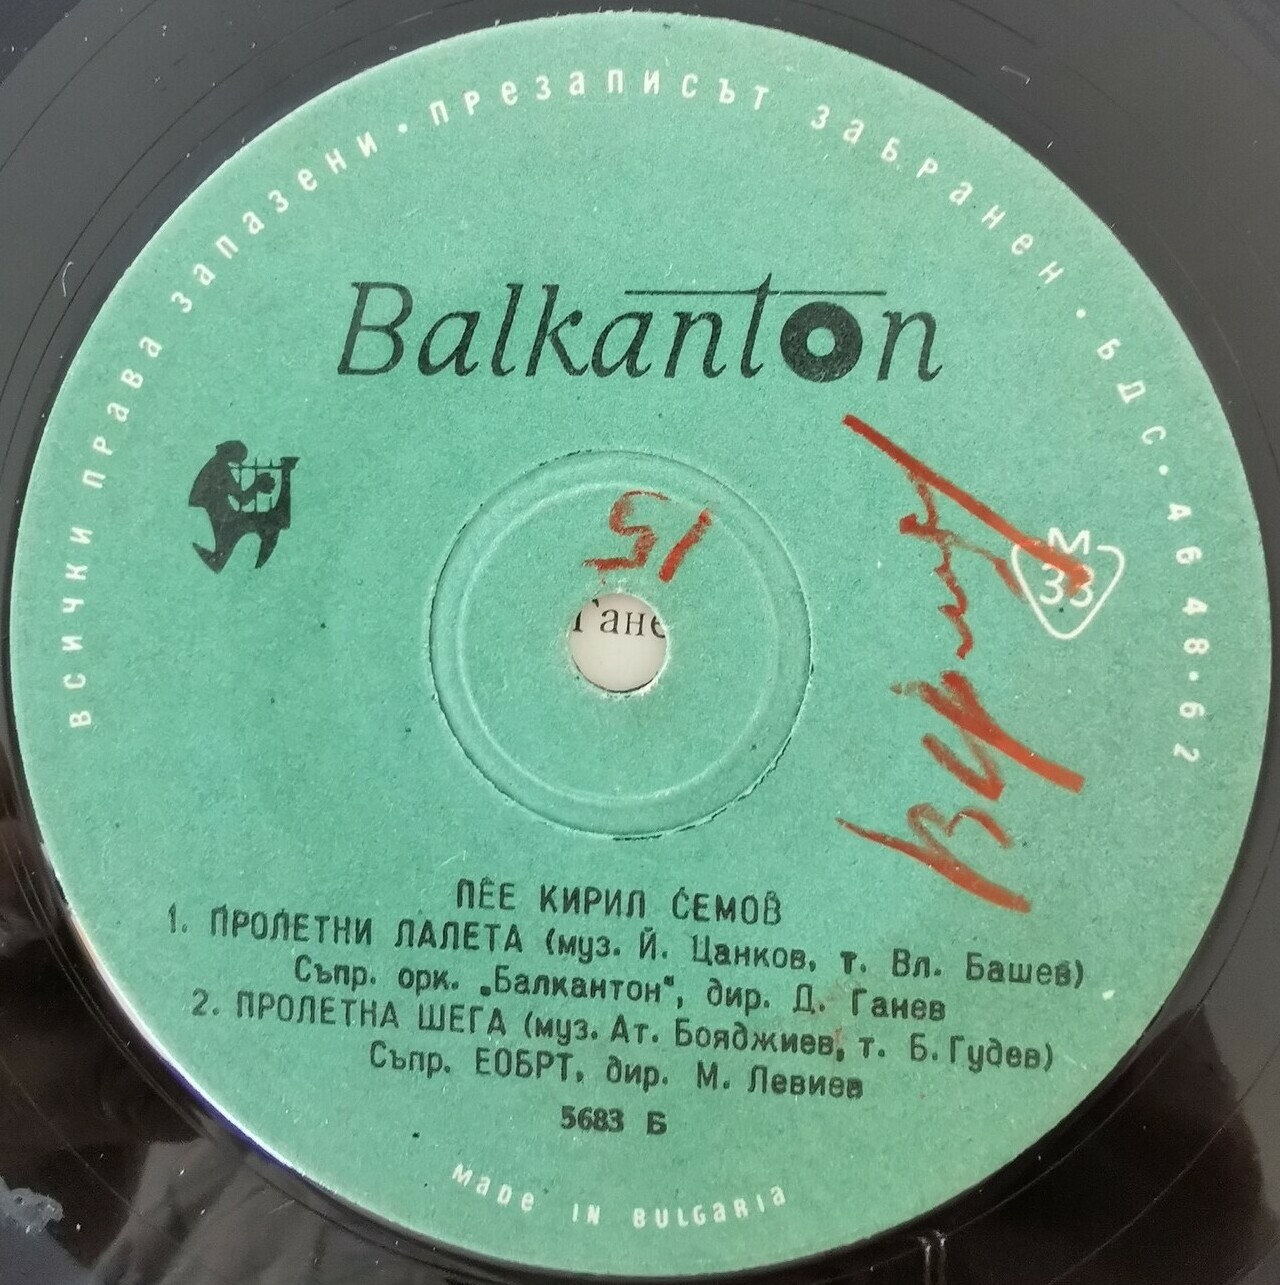 ВСИЧКИ ПРАВА ЗАПАЗЕНИ · ПРЕЗАПИСЪТ ЗАБРАНЕН · БДС · 46 48 · 62
Balkanton
М
33
15
Гане
ПЕЕ КИРИЛ СЕМОВ
1. ПРОЛЕТНИ ЛАЛЕТА (муз. Й. Цанков, т. Вл. Башев)
Съпр. орк. „Балкантон", дир. Д. Ганев
2. ПРОЛЕТНА ШЕГА (муз. Ат. Бояджиев, т. Б. Гудев)
Съпр. ЕОБРТ, дир. М. Левиев
5683 Б
MADE IN BULGARIA